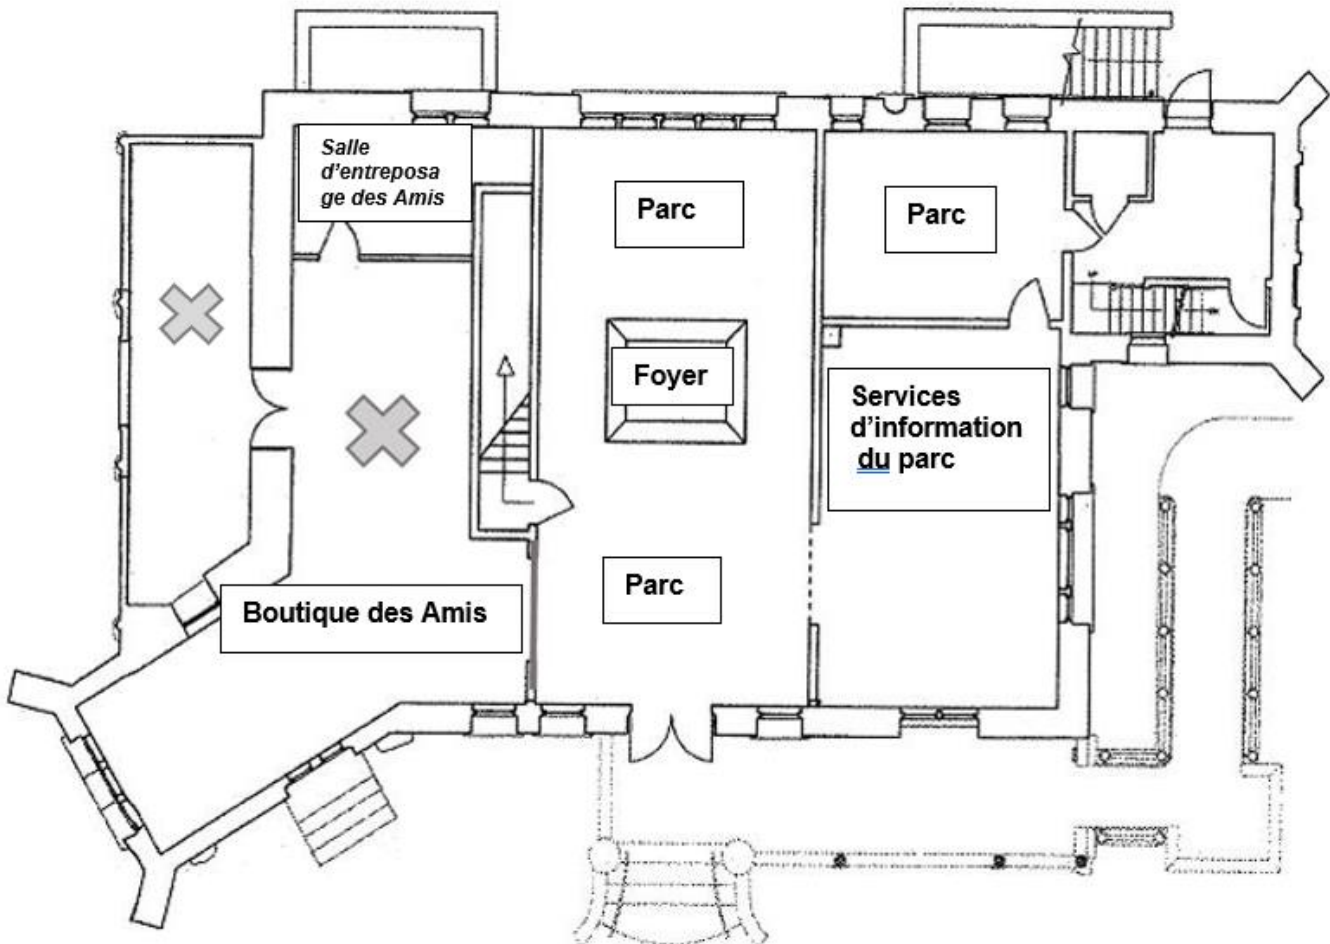 Salle
d'entreposa
ge des Amis
Parc
Parc
Foyer
Services
d'information
du parc
Parc
Boutique des Amis